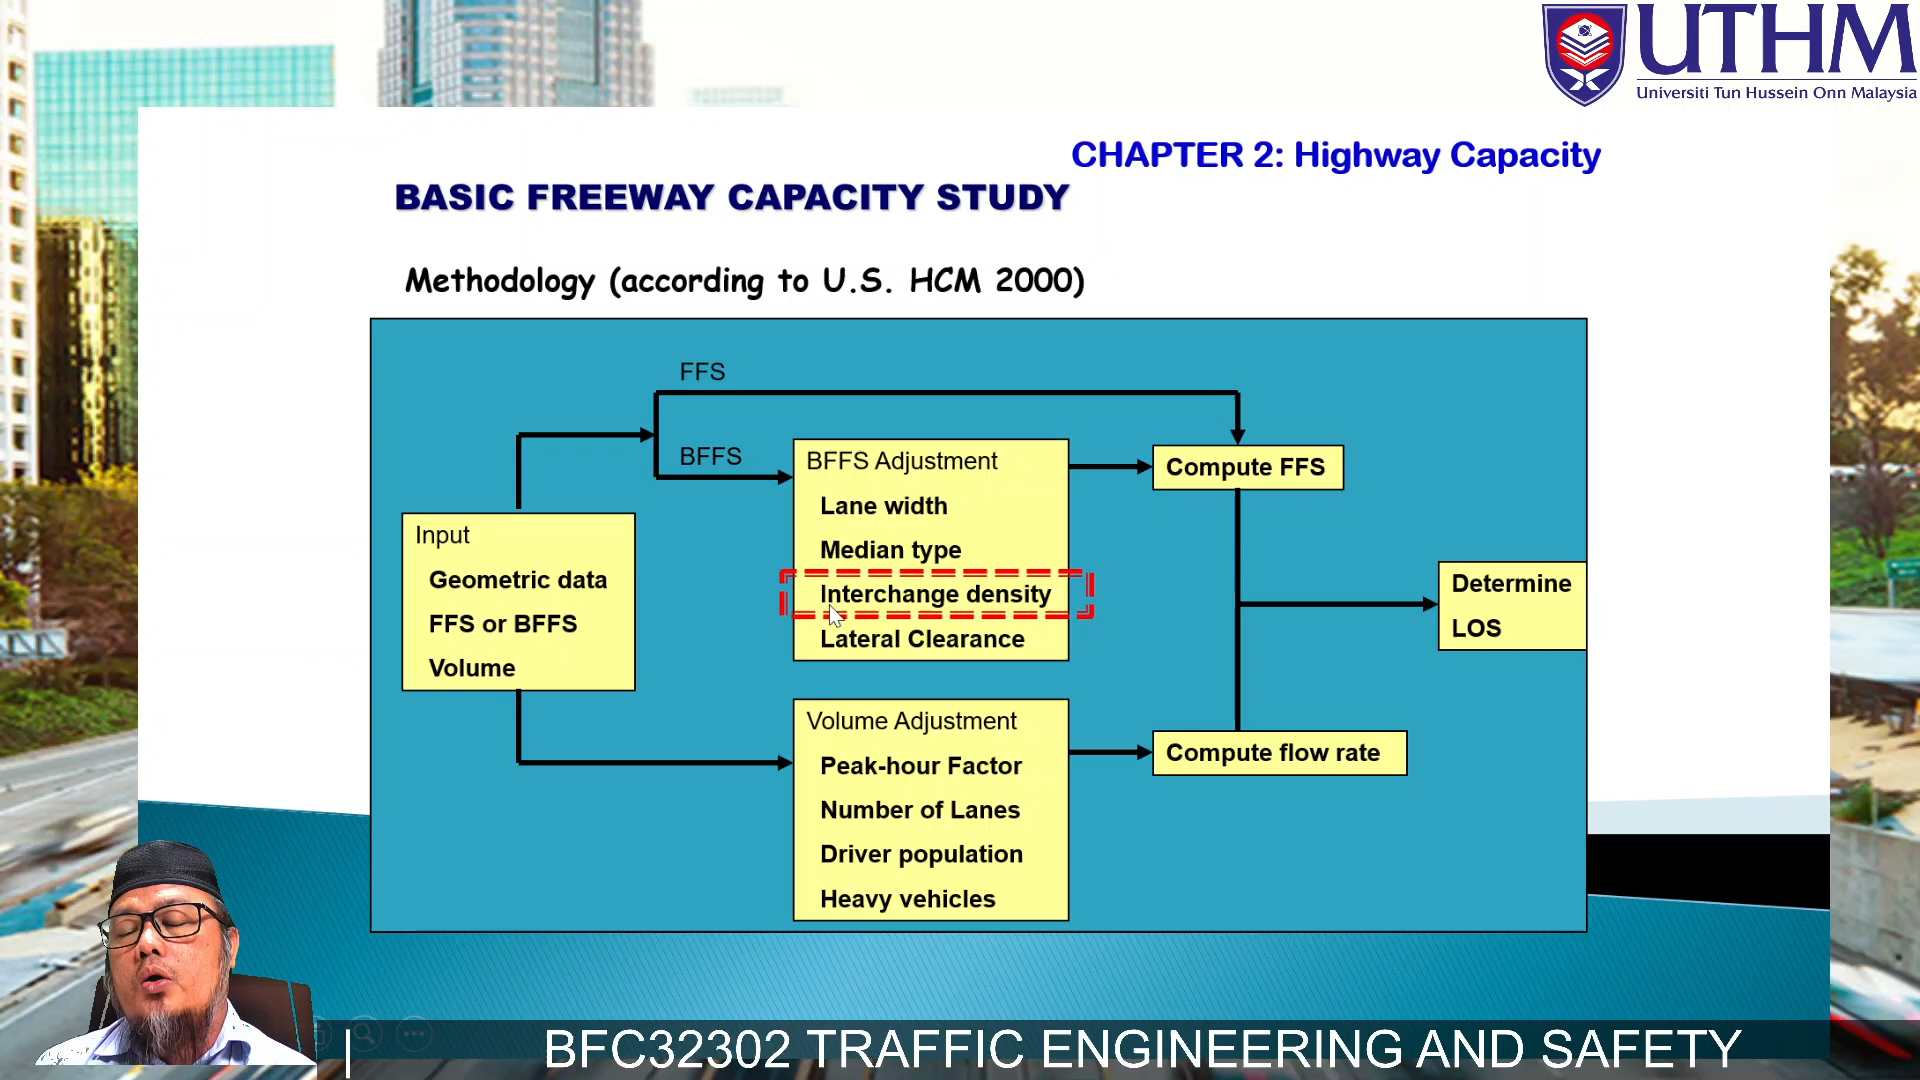 UTHM
Universiti Tun Hussein Onn Malaysia
CHAPTER 2: Highway Capacity
BASIC FREEWAY CAPACITY STUDY
Methodology (according to U.S. HCM 2000)
FFS
BFFS
Input
Geometric data
FFS or BFFS
Volume
BFFS Adjustment
Lane width
Median type
Interchange density
Lateral Clearance
Volume Adjustment
Peak-hour Factor
Number of Lanes
Driver population
Heavy vehicles
Compute FFS
Compute flow rate
Determine
LOS
BFC32302 TRAFFIC ENGINEERING AND SAFETY